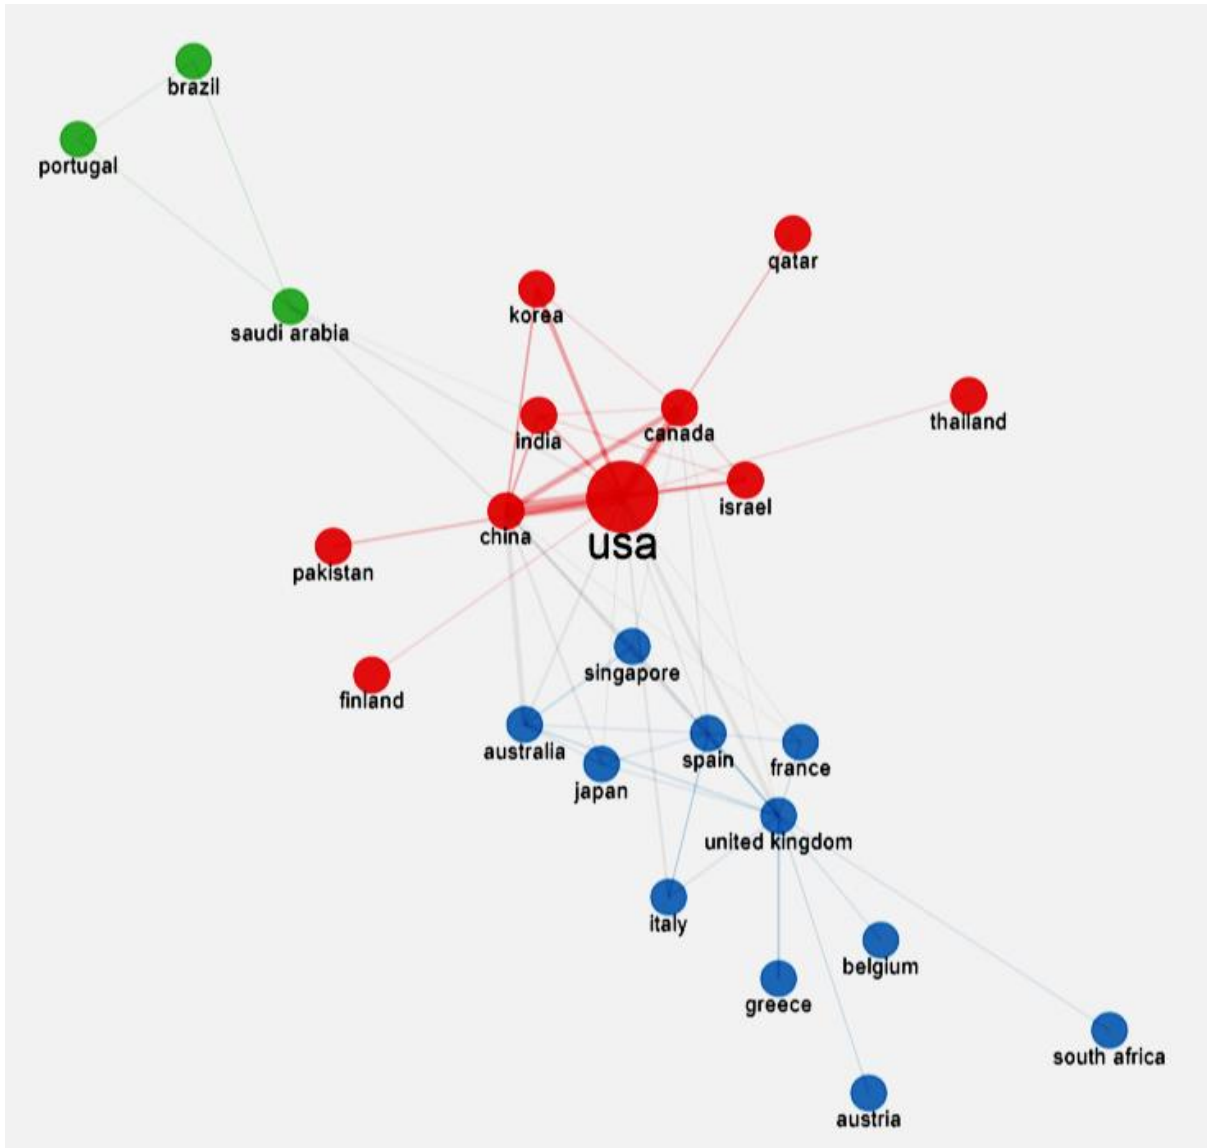 brazil
portugal
qatar
korea
saudi arabia
thailand
canada
india
israel
china
usa
pakistan
singapore
finland
australia
spain
france
japan
united kingdom
italy
belgium
greece
south africa
austria